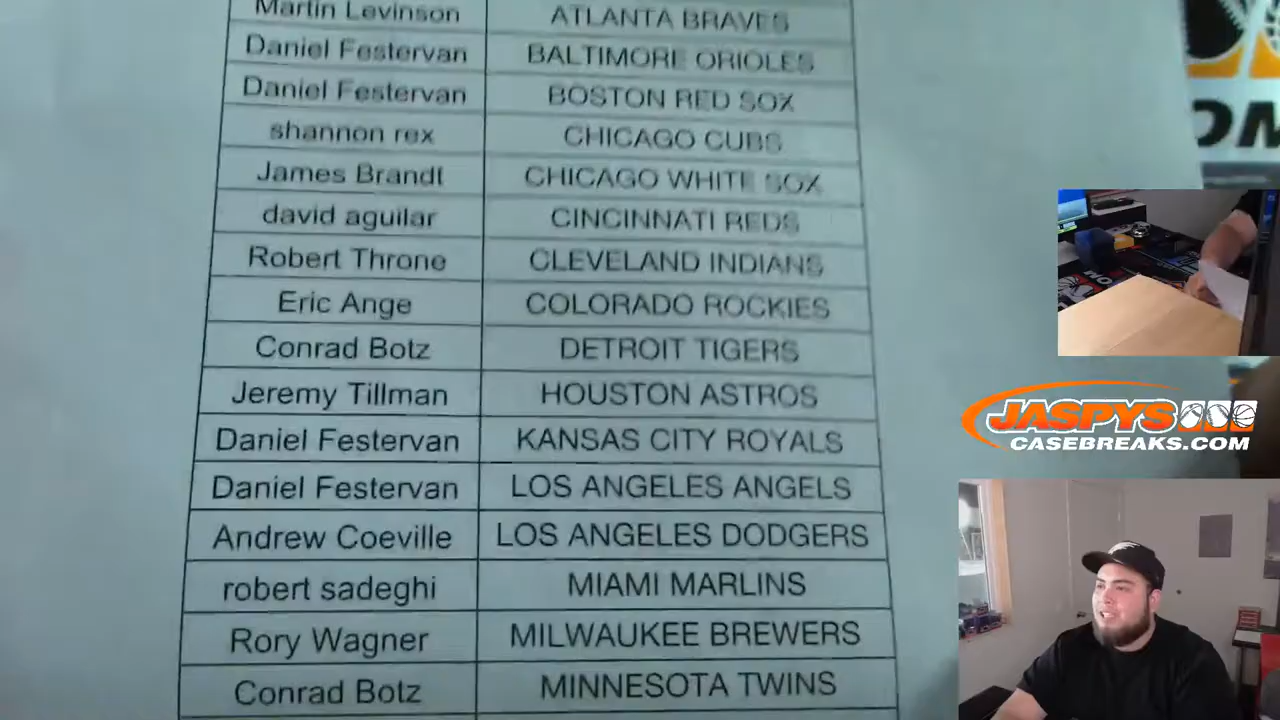 Martin Levinson ATLANTA BRAVES
Daniel Festervan BALTIMORE ORIOLES
Daniel Festervan BOSTON RED SOX
shannon rex CHICAGO CUBS
James Brandt CHICAGO WHITE SOX
david aguilar CINCINNATI REDS
Robert Throne CLEVELAND INDIANS
Eric Ange COLORADO ROCKIES
Conrad Botz DETROIT TIGERS
Jeremy Tillman HOUSTON ASTROS
Daniel Festervan KANSAS CITY ROYALS
Daniel Festervan LOS ANGELES ANGELS
Andrew Coeville LOS ANGELES DODGERS
robert sadeghi MIAMI MARLINS
Rory Wagner MILWAUKEE BREWERS
Conrad Botz MINNESOTA TWINS
OM
JASPYS
CASEBREAKS.COM